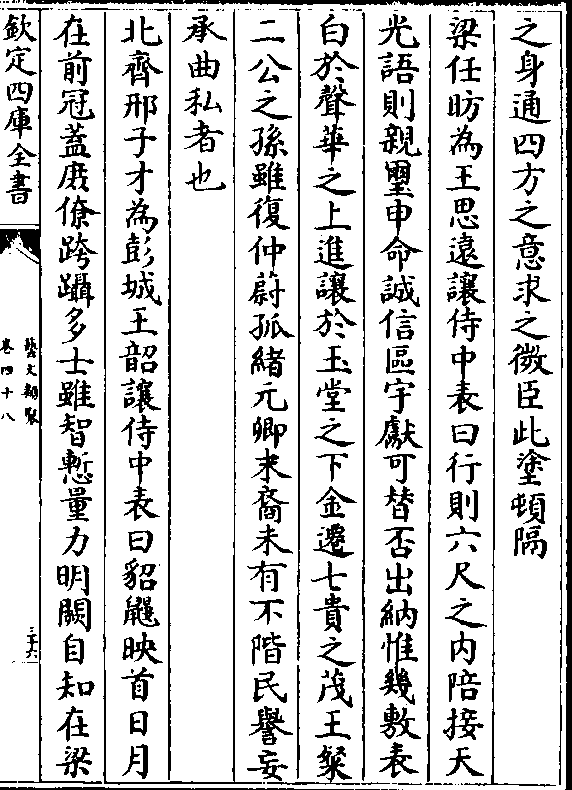 之身通四方之意求之微臣此塗頓隔
梁任昉為王思遠讓侍中表曰行則六尺之内陪接天
光語則親璽申命誠信區宇獻可替否出納惟幾敷表
白於聲華之上進讓於玉堂之下金遷七貴之茂王粲
二公之孫雖復仲蔚孤緒元卿末裔未有不階民譽妄
承曲私者也
北齊邢子才為彭城王韶讓侍中表曰貂鼮映首日月
在前冠蓋庶僚跨躡多士雖智慙量力明闕自知在梁
欽定四庫全書
藝文類聚
卷四十八
三十六